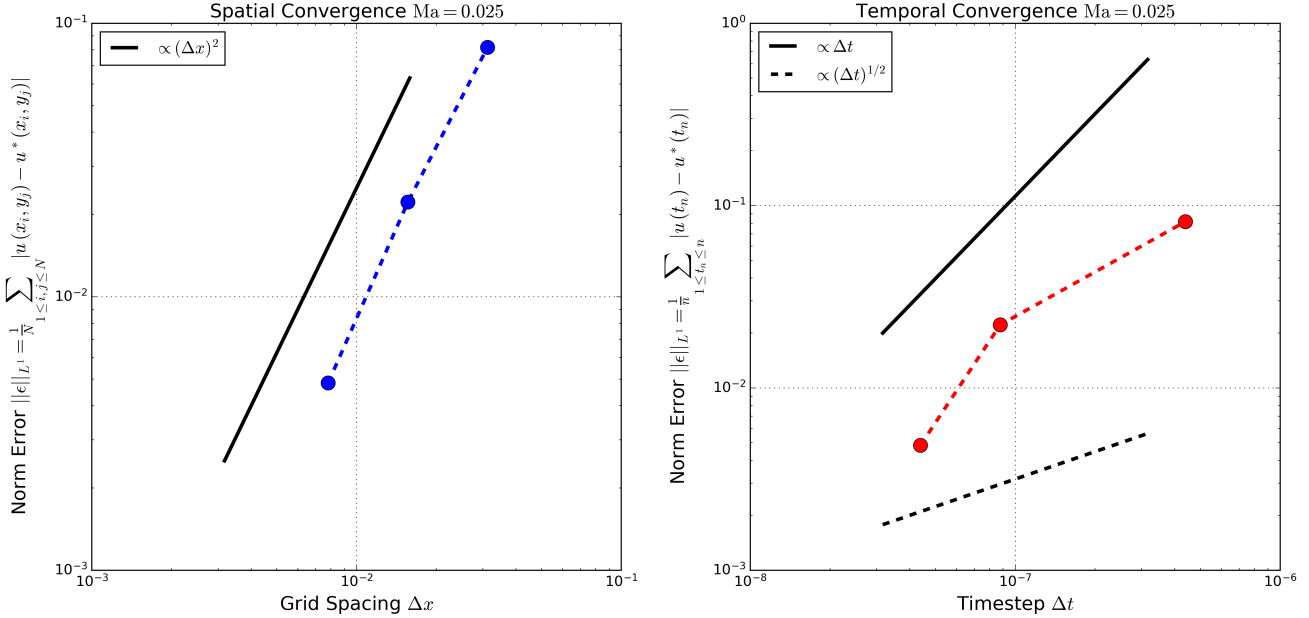 Spatial Convergence Ma = 0.025
∝ (Δx)²
Norm Error ||ϵ||_{L¹} = \frac{1}{N} ∑_{1≤i,j≤N} |u(x_i, y_j) − u*(x_i, y_j)|
10⁻¹
10⁻²
10⁻³
10⁻³
10⁻²
10⁻¹
Grid Spacing Δx
Temporal Convergence Ma = 0.025
∝ Δt
∝ (Δt)^{1/2}
Norm Error ||ϵ||_{L¹} = \frac{1}{n} ∑_{1≤t_n≤n} |u(t_n) − u*(t_n)|
10⁰
10⁻¹
10⁻²
10⁻³
10⁻⁸
10⁻⁷
10⁻⁶
Timestep Δt